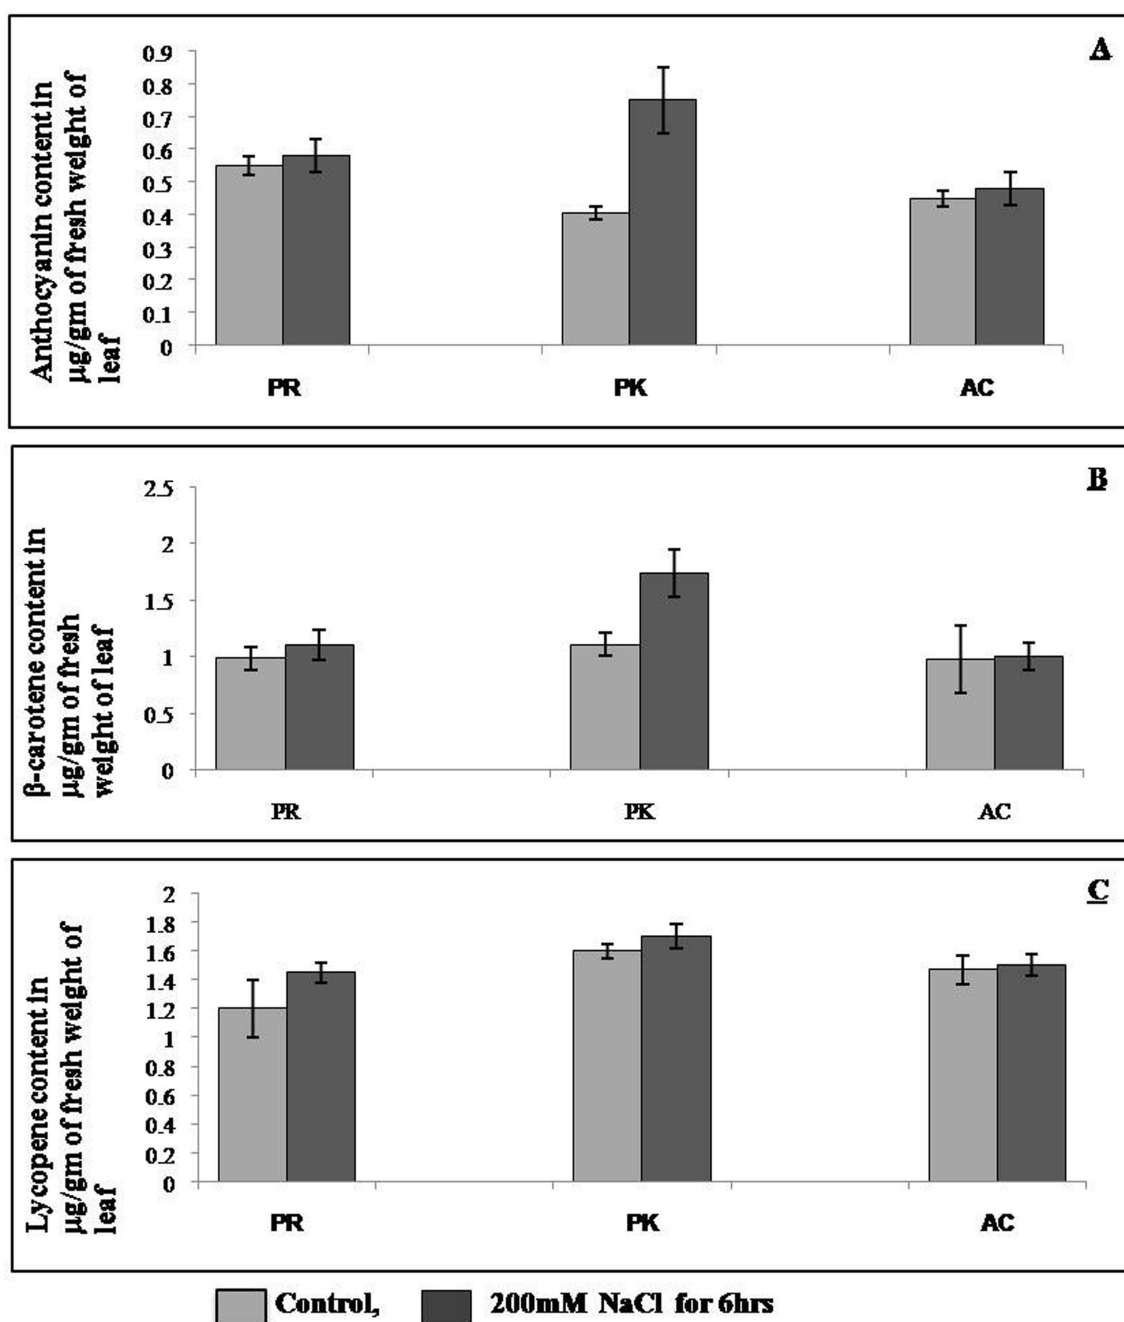 A
Anthocyanin content in
µg/gm of fresh weight of
leaf
0.9
0.8
0.7
0.6
0.5
0.4
0.3
0.2
0.1
0
PR PK AC
B
β-carotene content in
µg/gm of fresh
weight of leaf
2.5
2
1.5
1
0.5
0
PR PK AC
C
Lycopene content in
µg/gm of fresh weight of
leaf
2
1.8
1.6
1.4
1.2
1
0.8
0.6
0.4
0.2
0
PR PK AC
Control, 200mM NaCl for 6hrs